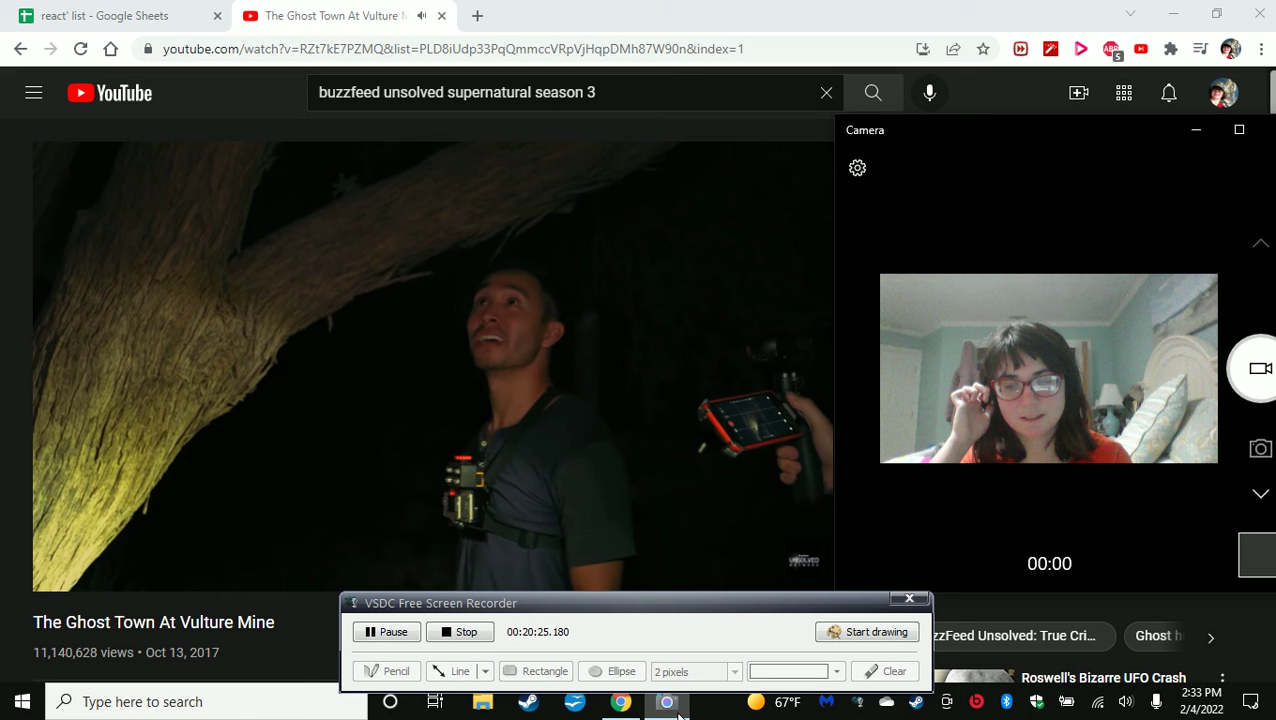 react' list - Google Sheets
The Ghost Town At Vulture M
youtube.com/watch?v=RZt7kE7PZMQ&list=PLD8iUdp33PqQmmccVRpVjHqpDMh87W90n&index=1
ABP
5
YouTube
buzzfeed unsolved supernatural season 3
Camera
UNSOLVED
NETWORK
00:00
VSDC Free Screen Recorder
Pause
Stop
00:20:25.180
Start drawing
Pencil
Line
Rectangle
Ellipse
2 pixels
Clear
The Ghost Town At Vulture Mine
11,140,628 views • Oct 13, 2017
zzFeed Unsolved: True Cri...
Ghost h
Roswell's Bizarre UFO Crash
Type here to search
67°F
2:33 PM
2/4/2022